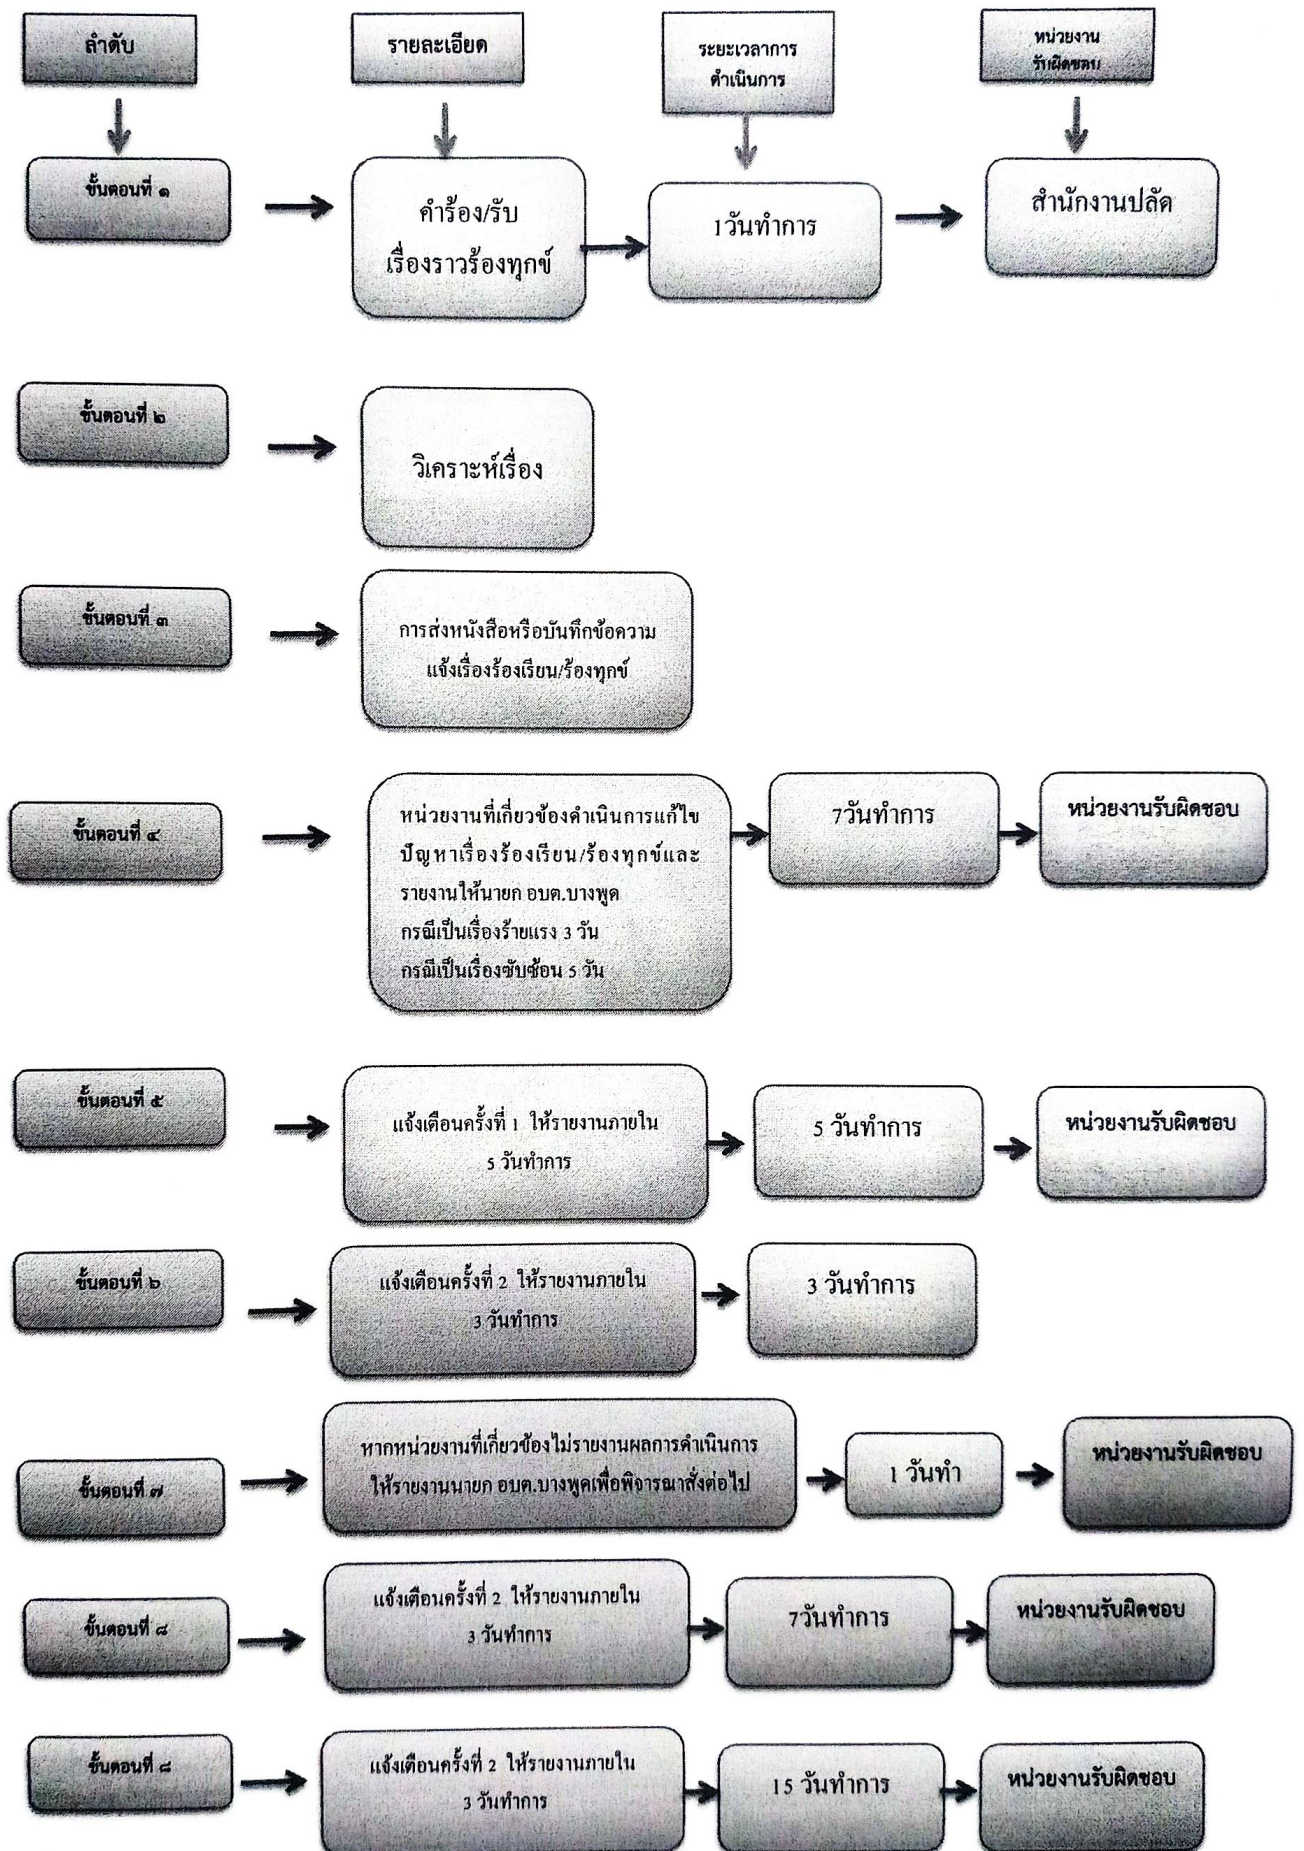 ลำดับ
รายละเอียด
ระยะเวลาการ
ดำเนินการ
หน่วยงาน
รับผิดชอบ
ขั้นตอนที่ ๑
คำร้อง/รับ
เรื่องราวร้องทุกข์
1วันทำการ
สำนักงานปลัด
ขั้นตอนที่ ๒
วิเคราะห์เรื่อง
ขั้นตอนที่ ๓
การส่งหนังสือหรือบันทึกข้อความ
แจ้งเรื่องร้องเรียน/ร้องทุกข์
ขั้นตอนที่ ๔
หน่วยงานที่เกี่ยวข้องดำเนินการแก้ไข
ปัญหาเรื่องร้องเรียน/ร้องทุกข์และ
รายงานให้นายก อบต.บางพูด
กรณีเป็นเรื่องร้ายแรง 3 วัน
กรณีเป็นเรื่องซับซ้อน 5 วัน
7วันทำการ
หน่วยงานรับผิดชอบ
ขั้นตอนที่ ๕
แจ้งเตือนครั้งที่ 1 ให้รายงานภายใน
5 วันทำการ
5 วันทำการ
หน่วยงานรับผิดชอบ
ขั้นตอนที่ ๖
แจ้งเตือนครั้งที่ 2 ให้รายงานภายใน
3 วันทำการ
3 วันทำการ
ขั้นตอนที่ ๗
หากหน่วยงานที่เกี่ยวข้องไม่รายงานผลการดำเนินการ
ให้รายงานนายก อบต.บางพูดเพื่อพิจารณาสั่งต่อไป
1 วันทำ
หน่วยงานรับผิดชอบ
ขั้นตอนที่ ๘
แจ้งเตือนครั้งที่ 2 ให้รายงานภายใน
3 วันทำการ
7วันทำการ
หน่วยงานรับผิดชอบ
ขั้นตอนที่ ๘
แจ้งเตือนครั้งที่ 2 ให้รายงานภายใน
3 วันทำการ
15 วันทำการ
หน่วยงานรับผิดชอบ